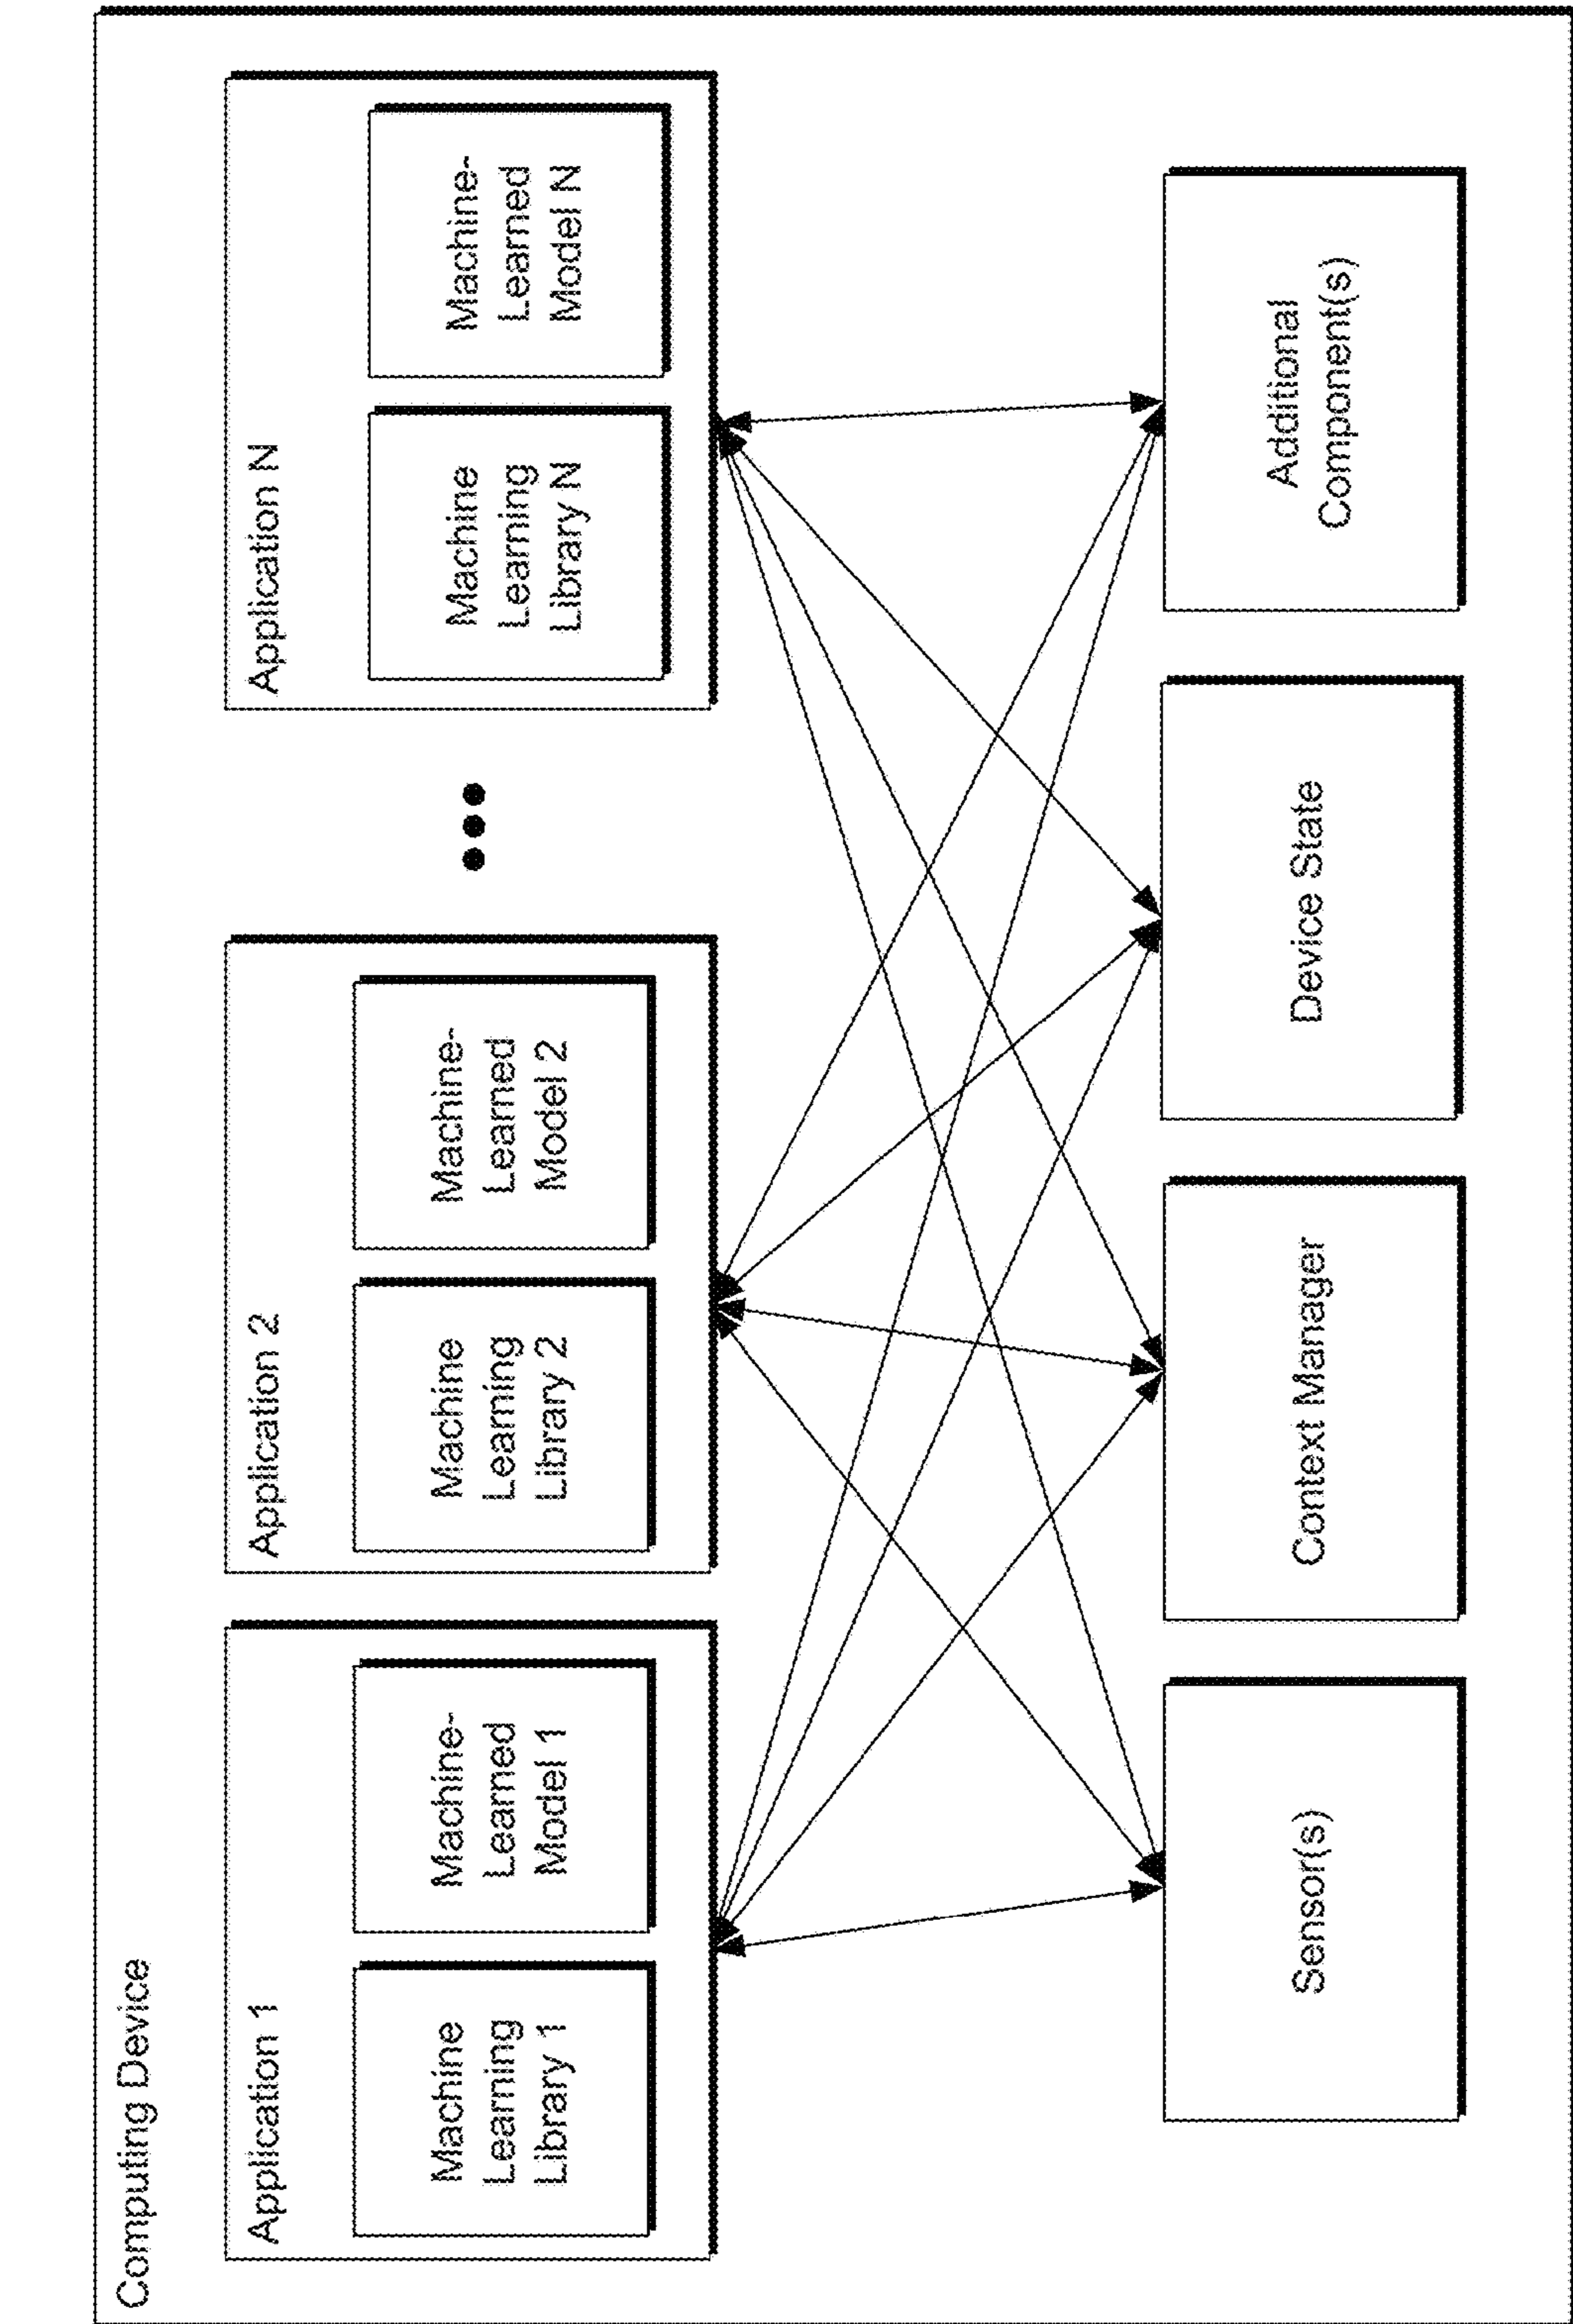 Computing Device
Application 1
Machine
Learning
Library 1
Machine-
Learned
Model 1
Application 2
Machine
Learning
Library 2
Machine-
Learned
Model 2
Application N
Machine
Learning
Library N
Machine-
Learned
Model N
Sensor(s)
Context Manager
Device State
Additional
Component(s)